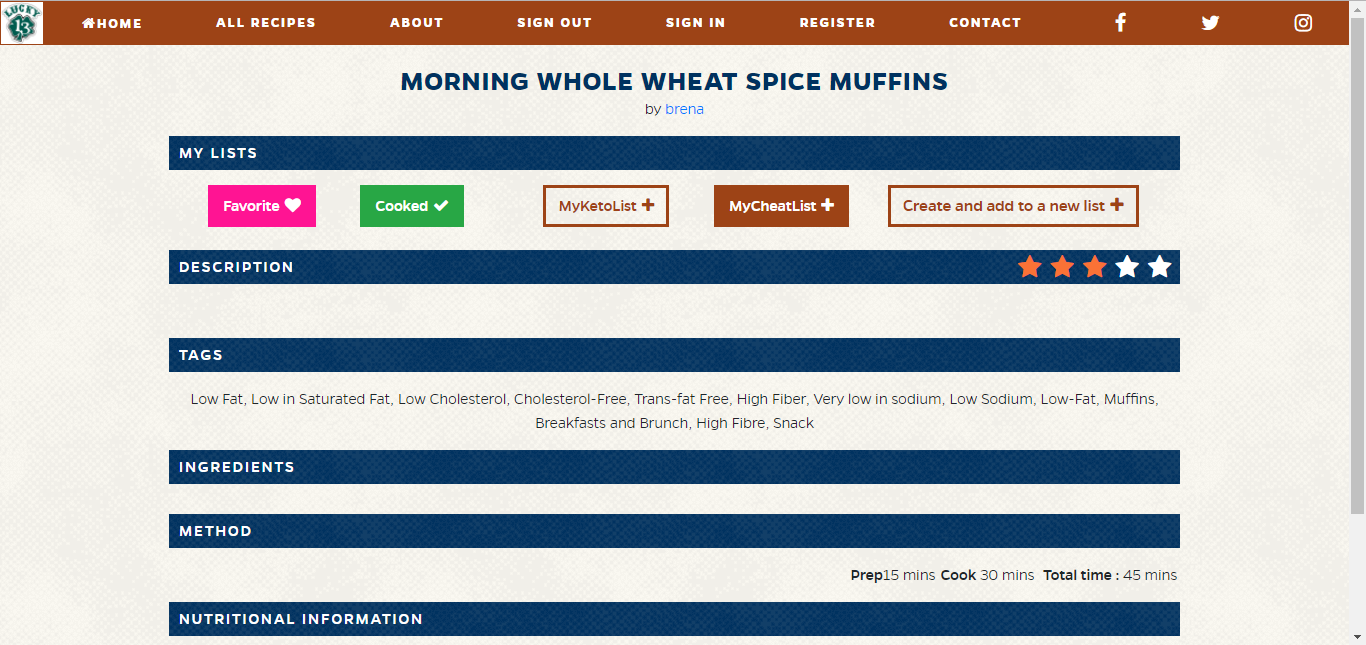 LUCKY
13
HOME ALL RECIPES ABOUT SIGN OUT SIGN IN REGISTER CONTACT
MORNING WHOLE WHEAT SPICE MUFFINS
by brena
MY LISTS
Favorite Cooked MyKetoList MyCheatList Create and add to a new list
DESCRIPTION
TAGS
Low Fat, Low in Saturated Fat, Low Cholesterol, Cholesterol-Free, Trans-fat Free, High Fiber, Very low in sodium, Low Sodium, Low-Fat, Muffins,
Breakfasts and Brunch, High Fibre, Snack
INGREDIENTS
METHOD
Prep15 mins Cook 30 mins Total time : 45 mins
NUTRITIONAL INFORMATION